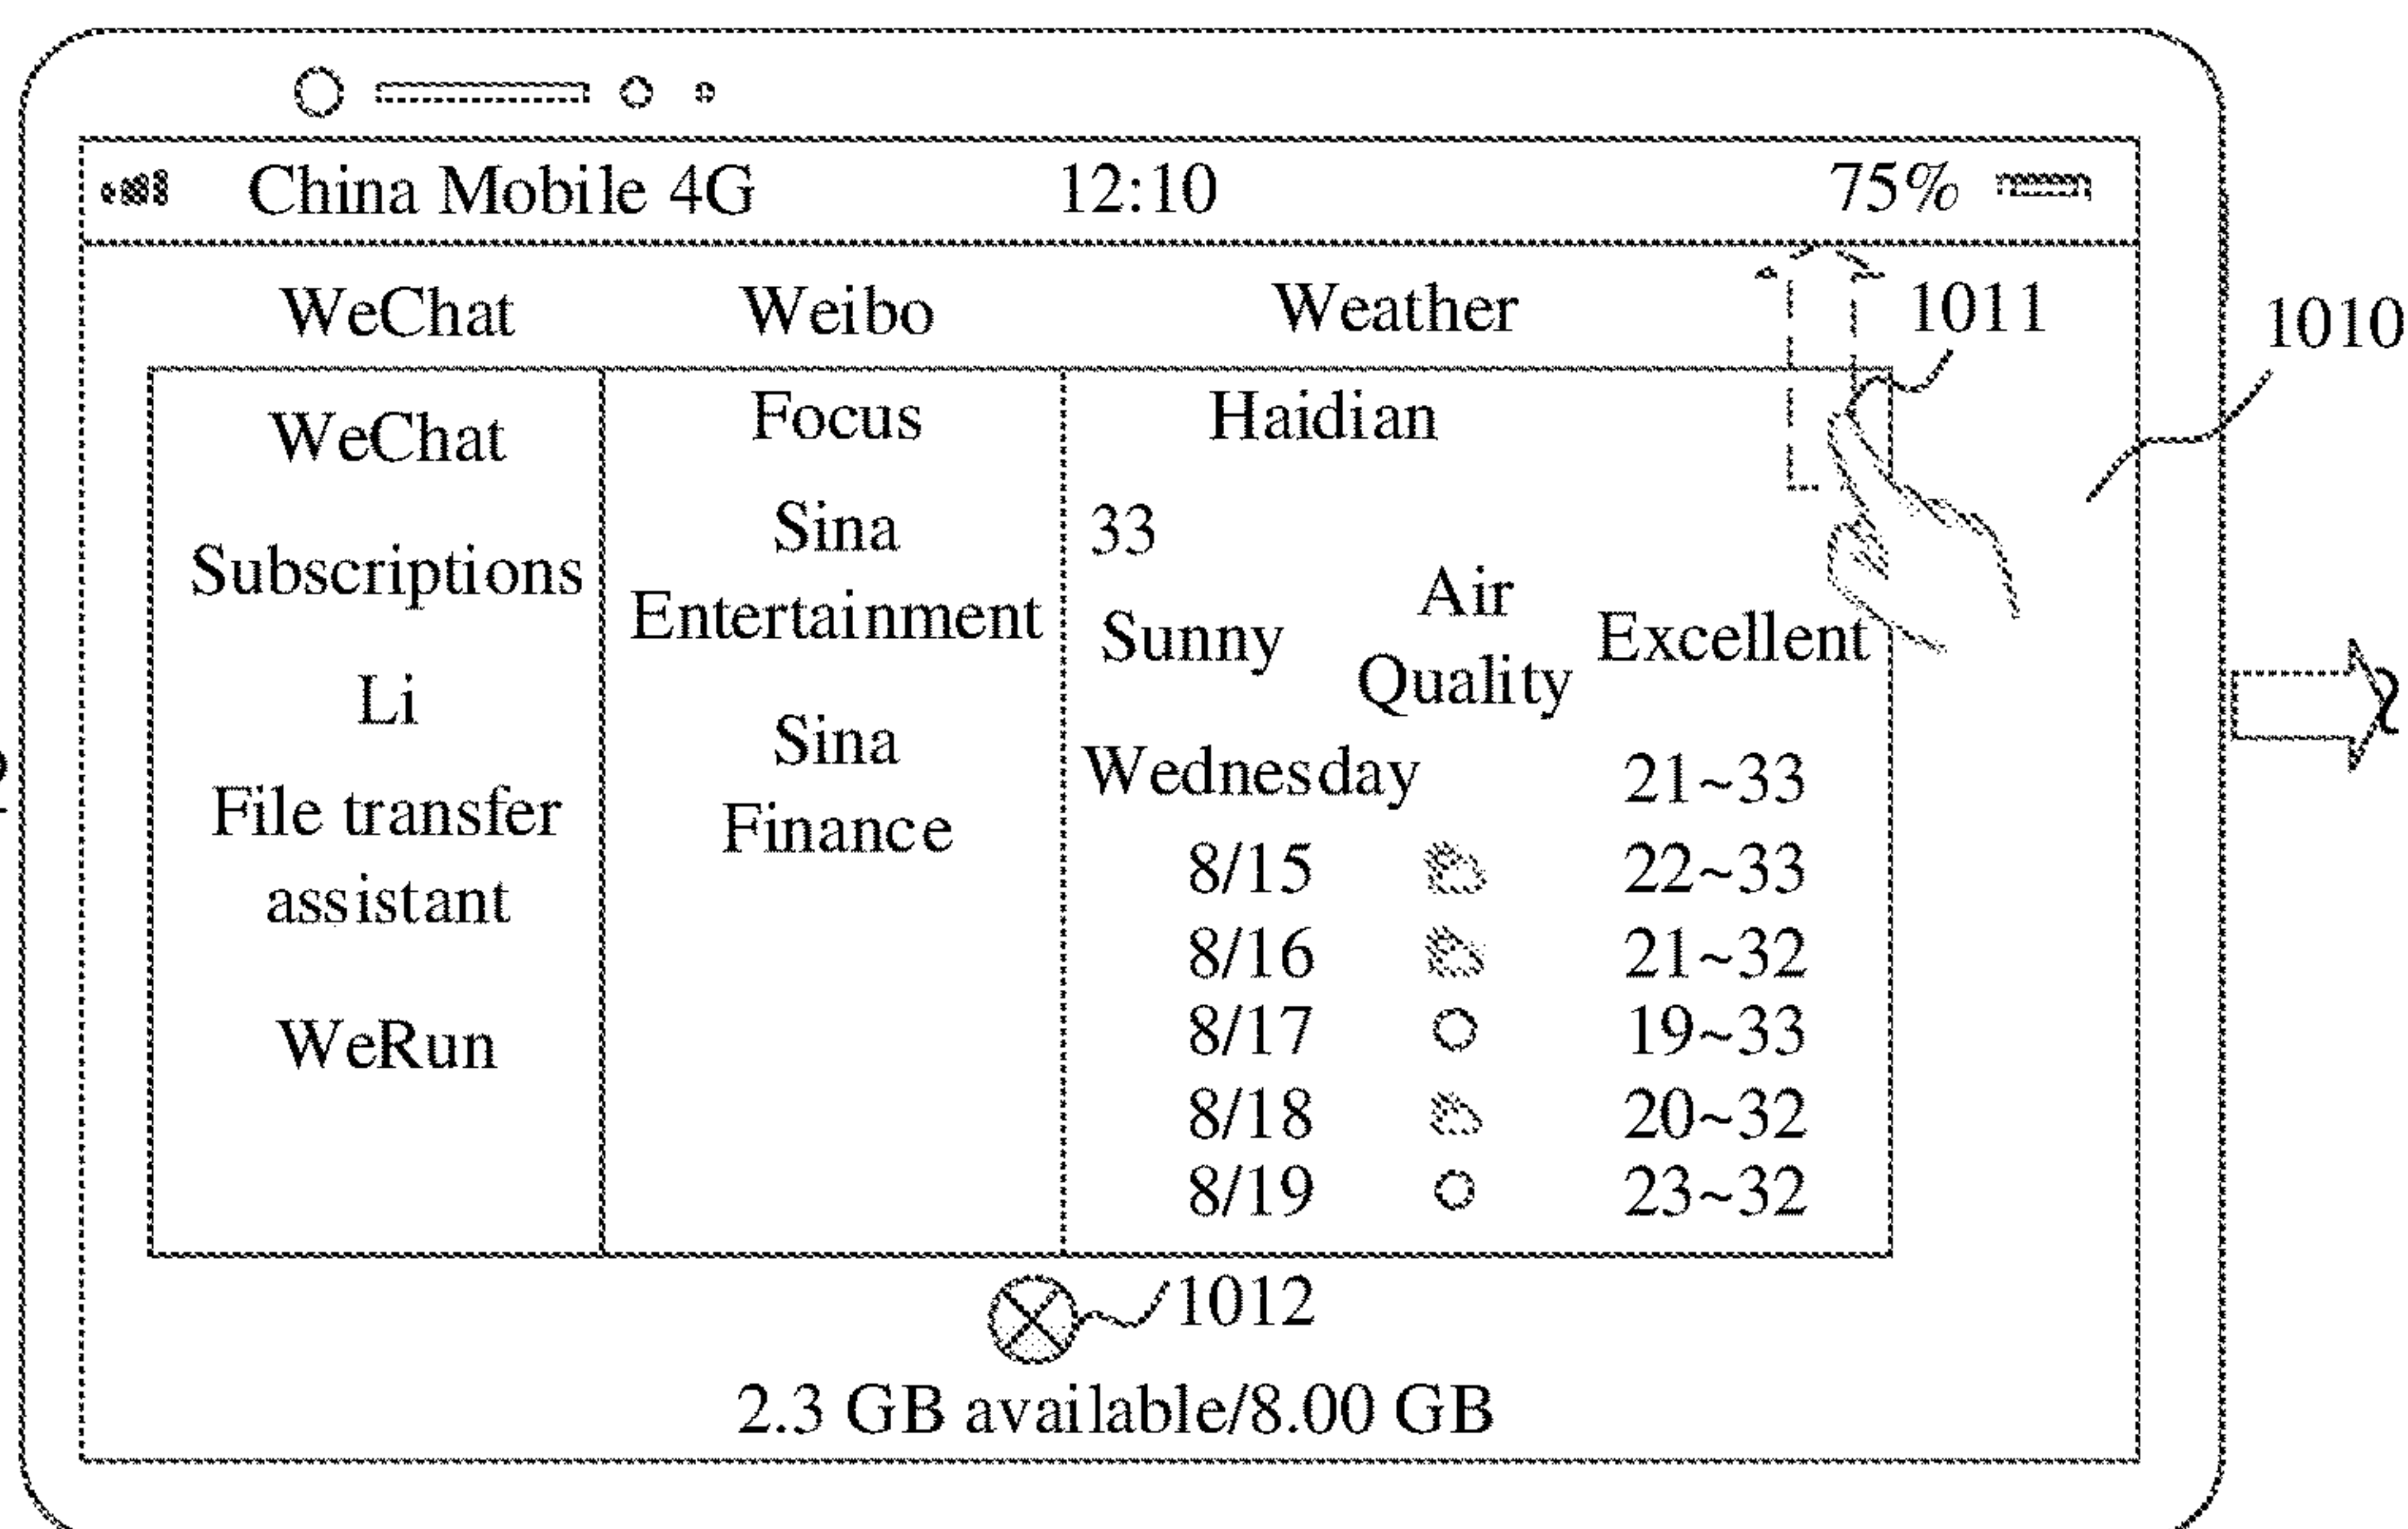 China Mobile 4G 12:10 75%
WeChat Weibo Weather 1011
1010
WeChat
Subscriptions
Li
File transfer
assistant
WeRun
Focus
Sina
Entertainment
Sina
Finance
Haidian
33
Sunny Air Quality Excellent
Wednesday 21~33
8/15 22~33
8/16 21~32
8/17 19~33
8/18 20~32
8/19 23~32
1012
2.3 GB available/8.00 GB